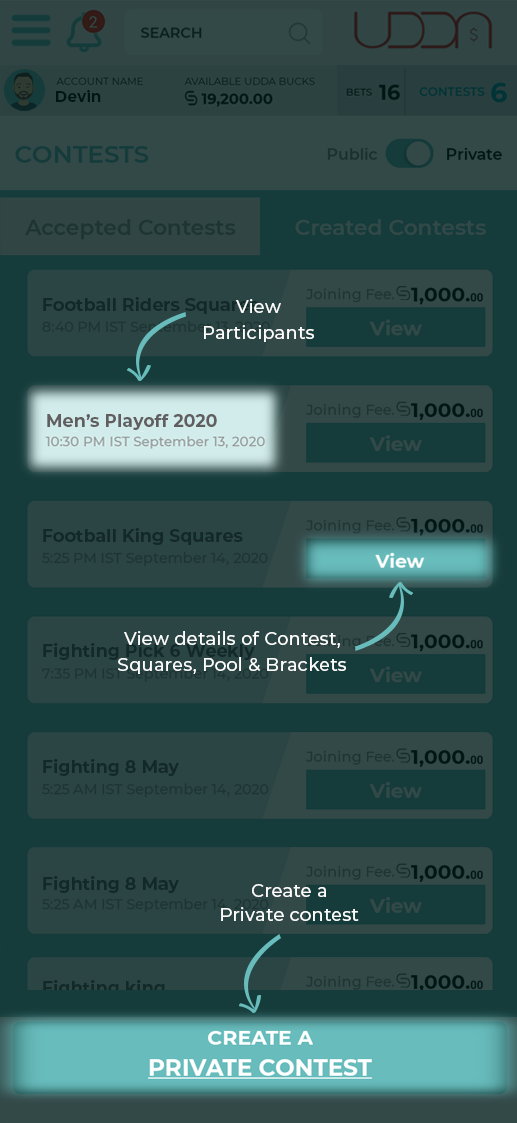 2
SEARCH
UDDA
$
ACCOUNT NAME
Devin
AVAILABLE UDDA BUCKS
19,200.00
BETS 16
CONTESTS 6
CONTESTS
Public
Private
Accepted Contests
Created Contests
Football Riders Squares
8:40 PM IST September
Joining Fee. 1,000.00
View
View
Participants
Men's Playoff 2020
10:30 PM IST September 13, 2020
Joining Fee. 1,000.00
View
Football King Squares
5:25 PM IST September 14, 2020
Joining Fee. 1,000.00
View
View details of Contest,
Squares, Pool & Brackets
Fighting Pick 6 Weekly
7:35 PM IST September 14, 2020
Joining Fee. 1,000.00
View
Fighting 8 May
5:25 AM IST September 14, 2020
Joining Fee. 1,000.00
View
Fighting 8 May
5:25 AM IST September 14, 2020
Joining Fee. 1,000.00
View
Create a
Private contest
Fighting king
Joining Fee. 1,000.00
CREATE A
PRIVATE CONTEST